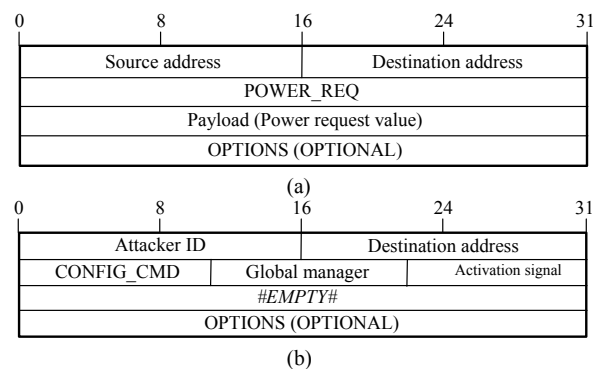 0 8 16 24 31
Source address Destination address
POWER_REQ
Payload (Power request value)
OPTIONS (OPTIONAL)
(a)
0 8 16 24 31
Attacker ID Destination address
CONFIG_CMD Global manager Activation signal
#EMPTY#
OPTIONS (OPTIONAL)
(b)